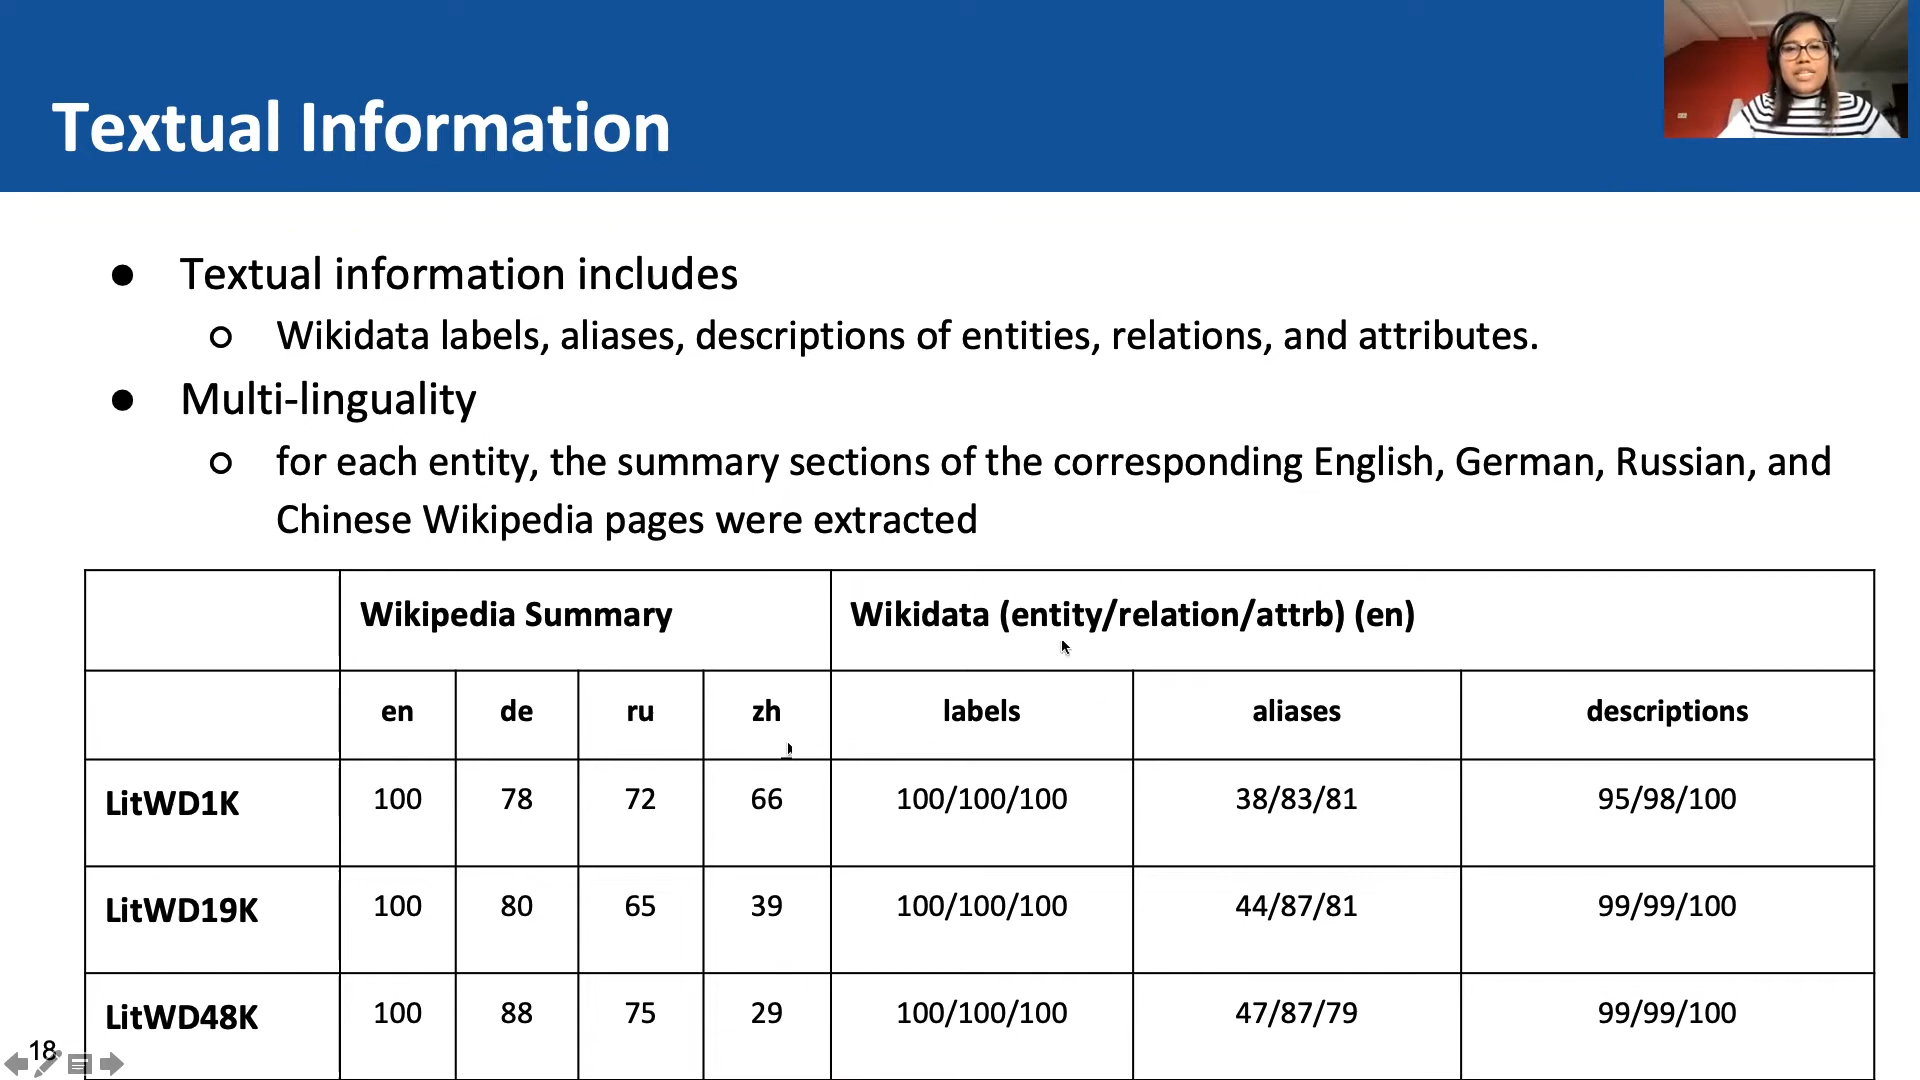 Textual Information
● Textual information includes
○ Wikidata labels, aliases, descriptions of entities, relations, and attributes.
● Multi-linguality
○ for each entity, the summary sections of the corresponding English, German, Russian, and
Chinese Wikipedia pages were extracted
Wikipedia Summary Wikidata (entity/relation/attrb) (en)
en de ru zh labels aliases descriptions
LitWD1K 100 78 72 66 100/100/100 38/83/81 95/98/100
LitWD19K 100 80 65 39 100/100/100 44/87/81 99/99/100
LitWD48K 100 88 75 29 100/100/100 47/87/79 99/99/100
18